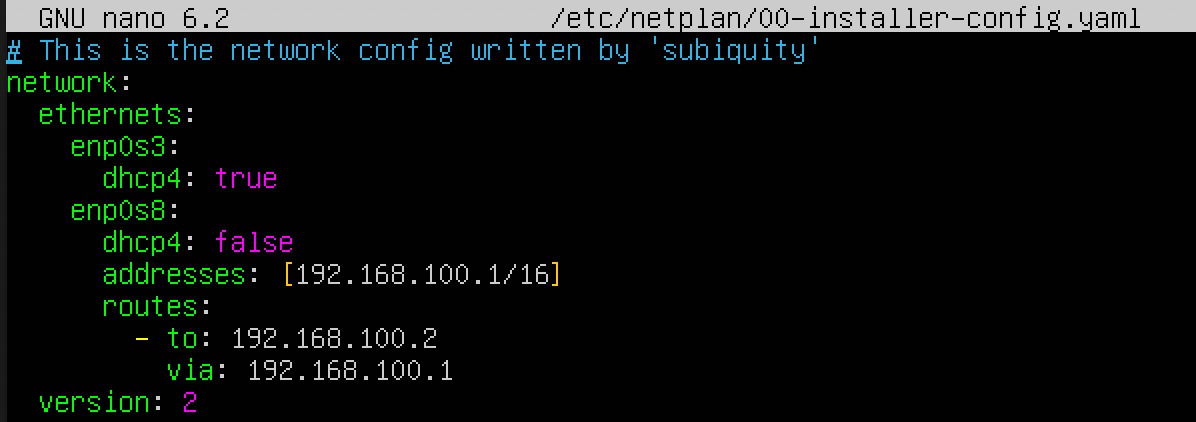 GNU nano 6.2 /etc/netplan/00-installer-config.yaml
# This is the network config written by 'subiquity'
network:
  ethernets:
    enp0s3:
      dhcp4: true
    enp0s8:
      dhcp4: false
      addresses: [192.168.100.1/16]
      routes:
        - to: 192.168.100.2
          via: 192.168.100.1
  version: 2